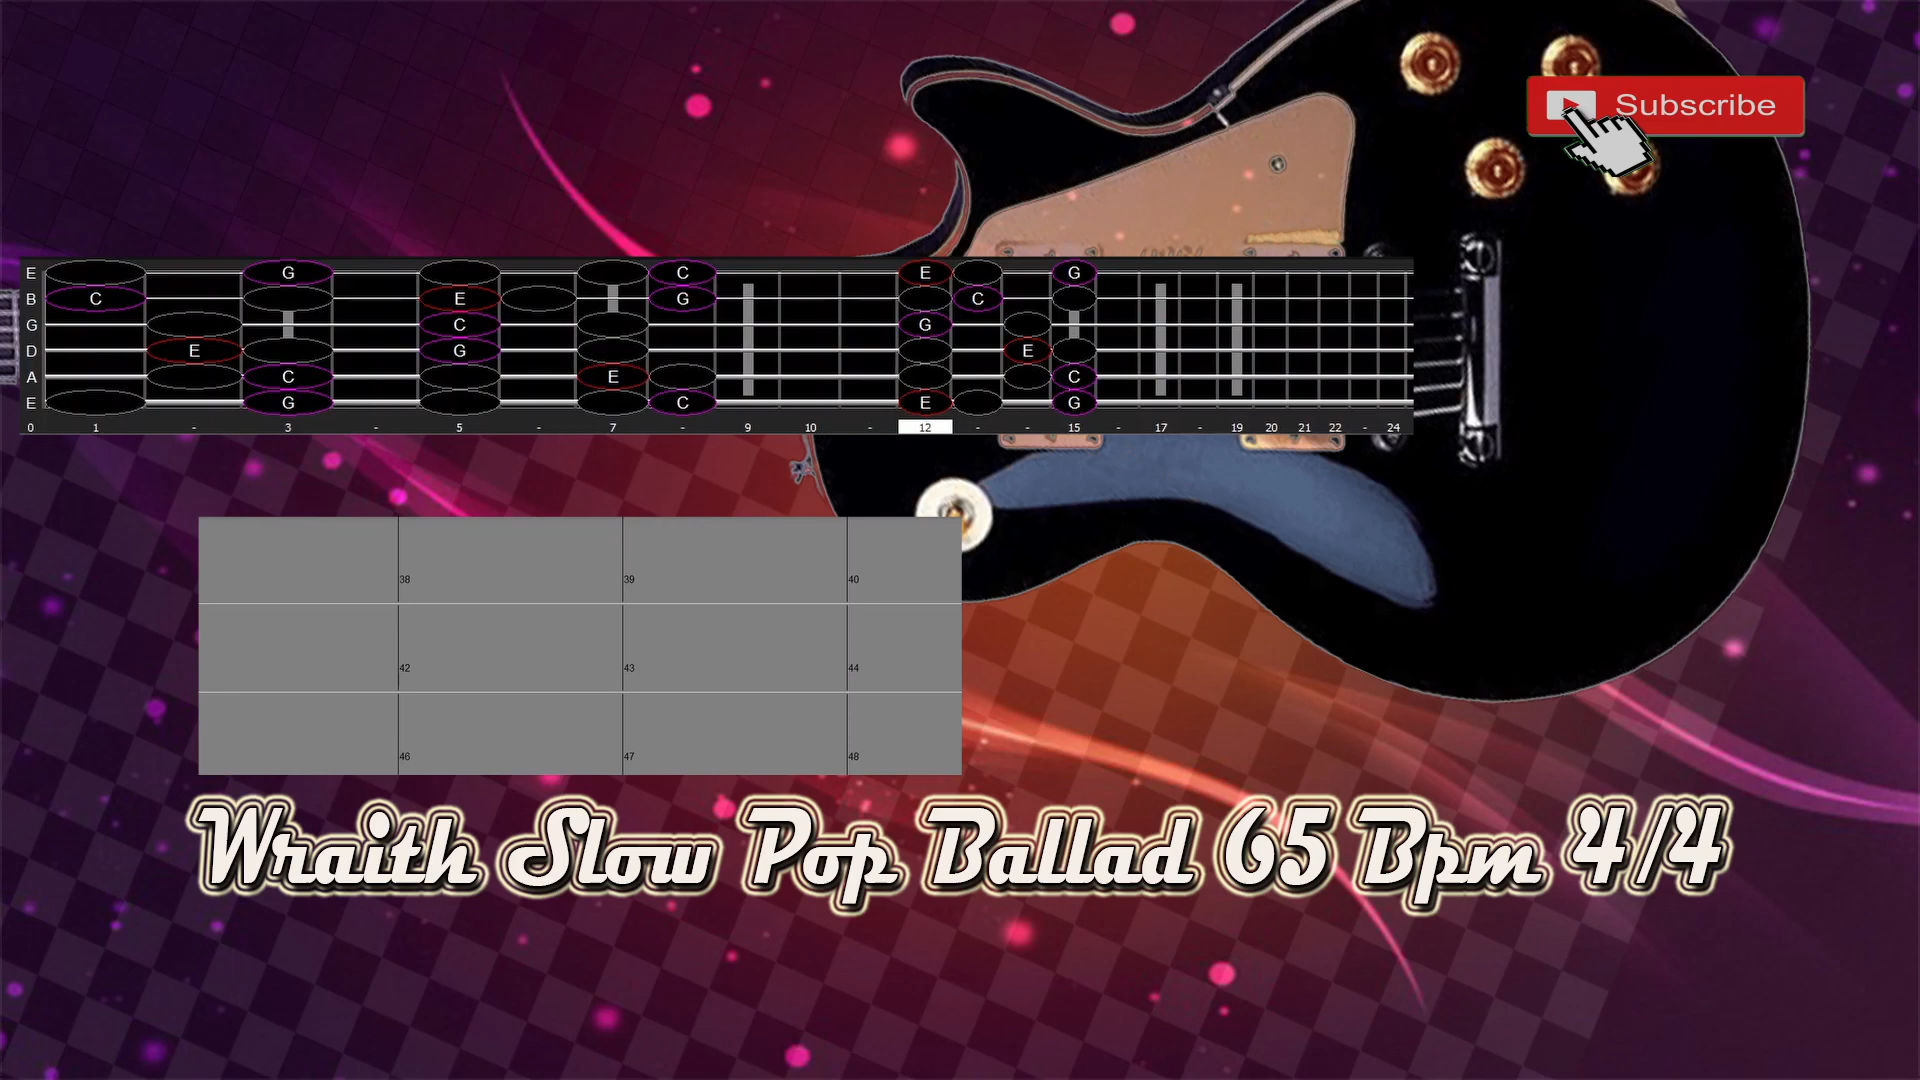 Subscribe
E G C E G
B C E G C
G C G
D E G E
A C E C
E G C E G
0 1 - 3 - 5 - 7 - 9 10 - 12 - - 15 - 17 - 19 20 21 22 - 24
38 39 40
42 43 44
46 47 48
Wraith Slow Pop Ballad 65 Bpm 4/4